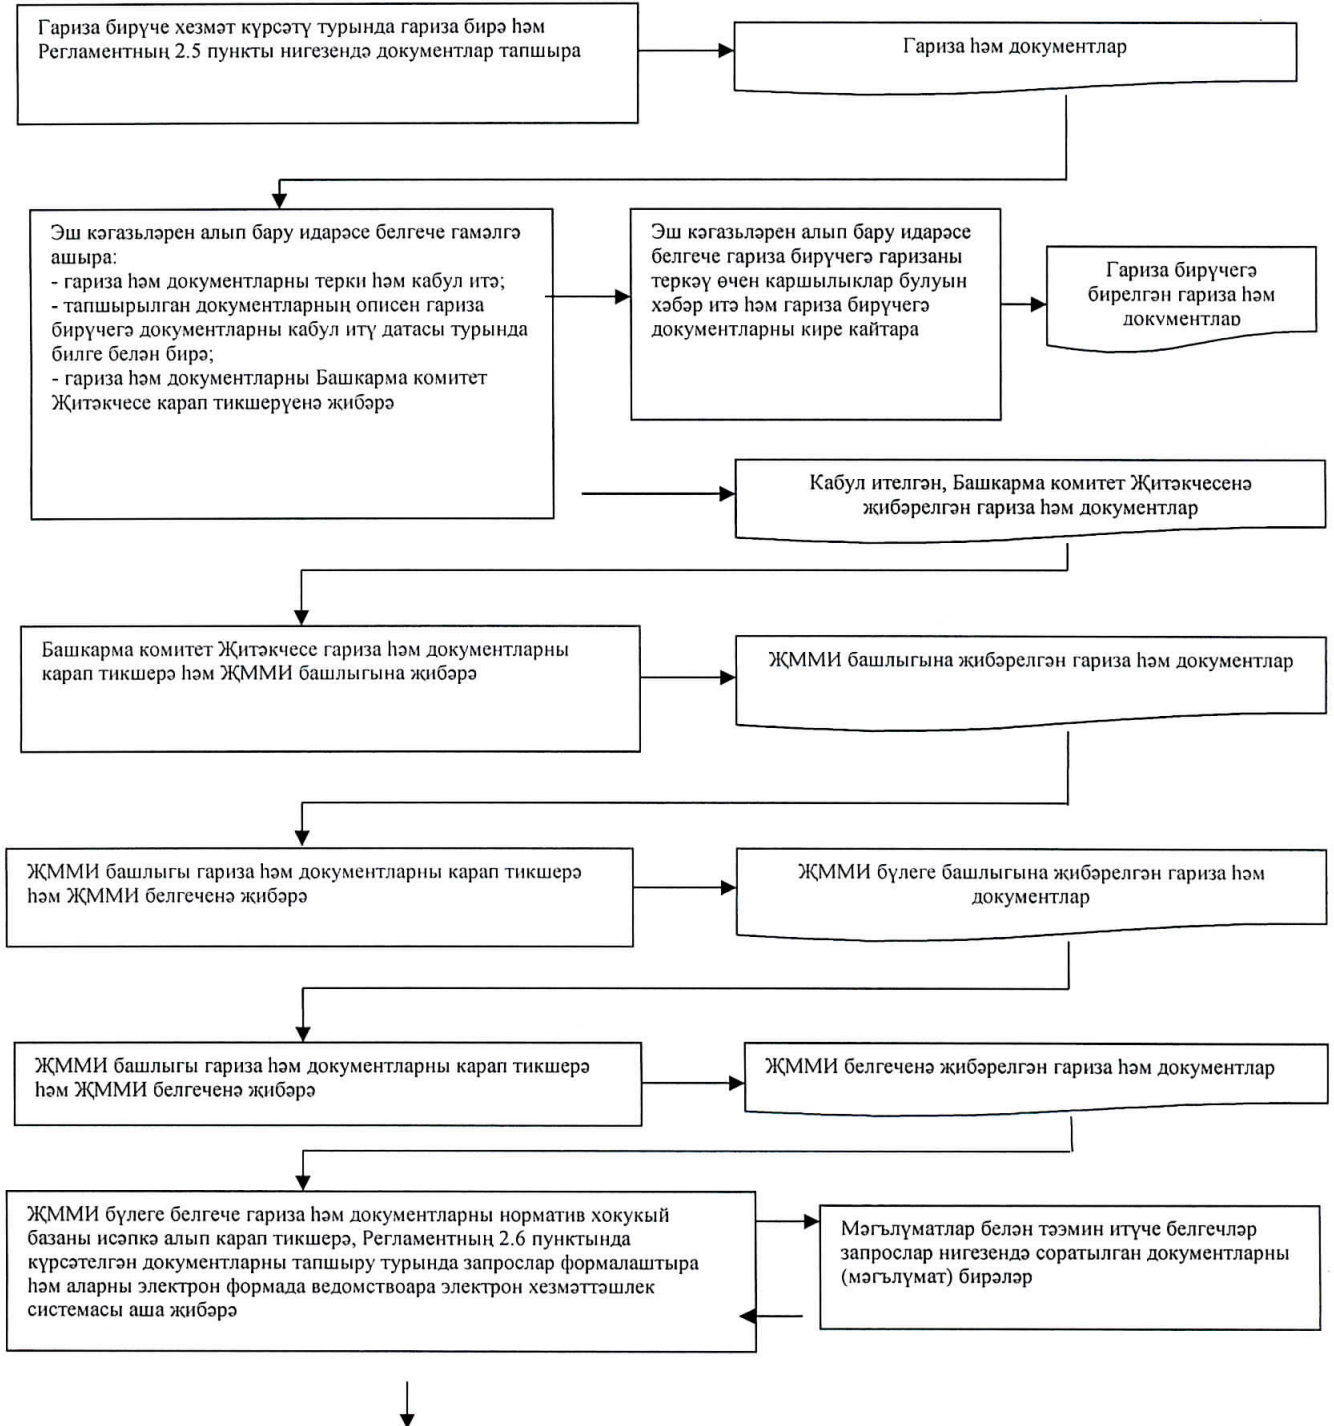 Гариза бирүче хезмәт күрсәтү турында гариза бирә һәм
Регламентның 2.5 пункты нигезендә документлар тапшыра
Гариза һәм документлар
Эш кәгазьләрен алып бару идарәсе белгече гамәлгә
ашыра:
- гариза һәм документларны терки һәм кабул итә;
- тапшырылган документларның описен гариза
бирүчегә документларны кабул итү датасы турында
билге белән бирә;
- гариза һәм документларны Башкарма комитет
Җитәкчесе карап тикшерүенә җибәрә
Эш кәгазьләрен алып бару идарәсе
белгече гариза бирүчегә гаризаны
теркәү өчен каршылыклар булуын
хәбәр итә һәм гариза бирүчегә
документларны кире кайтара
Гариза бирүчегә
бирелгән гариза һәм
документлар
Кабул ителгән, Башкарма комитет Җитәкчесенә
җибәрелгән гариза һәм документлар
Башкарма комитет Җитәкчесе гариза һәм документларны
карап тикшерә һәм ҖММИ башлыгына җибәрә
ҖММИ башлыгына җибәрелгән гариза һәм документлар
ҖММИ башлыгы гариза һәм документларны карап тикшерә
һәм ҖММИ белгеченә җибәрә
ҖММИ бүлеге башлыгына җибәрелгән гариза һәм
документлар
ҖММИ башлыгы гариза һәм документларны карап тикшерә
һәм ҖММИ белгеченә җибәрә
ҖММИ белгеченә җибәрелгән гариза һәм документлар
ҖММИ бүлеге белгече гариза һәм документларны норматив хокукый
базаны исәпкә алып карап тикшерә, Регламентның 2.6 пунктында
күрсәтелгән документларны тапшыру турында запрослар формалаштыра
һәм аларны электрон формада ведомствоара электрон хезмәттәшлек
системасы аша җибәрә
Мәгълүматлар белән тәэмин итүче белгечләр
запрослар нигезендә соратылган документларны
(мәгълүмат) бирәләр